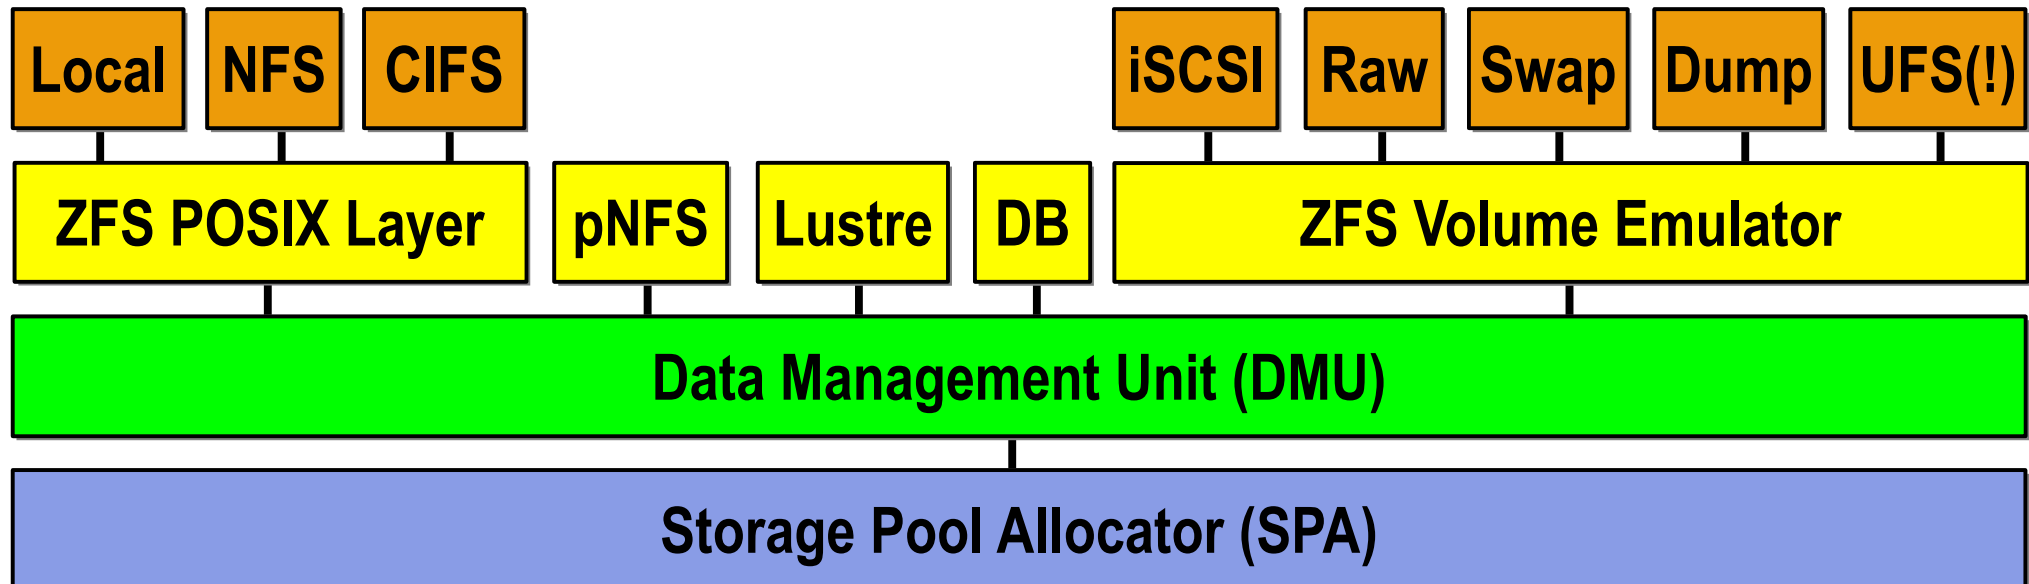 Local NFS CIFS iSCSI Raw Swap Dump UFS(!)
ZFS POSIX Layer pNFS Lustre DB ZFS Volume Emulator
Data Management Unit (DMU)
Storage Pool Allocator (SPA)